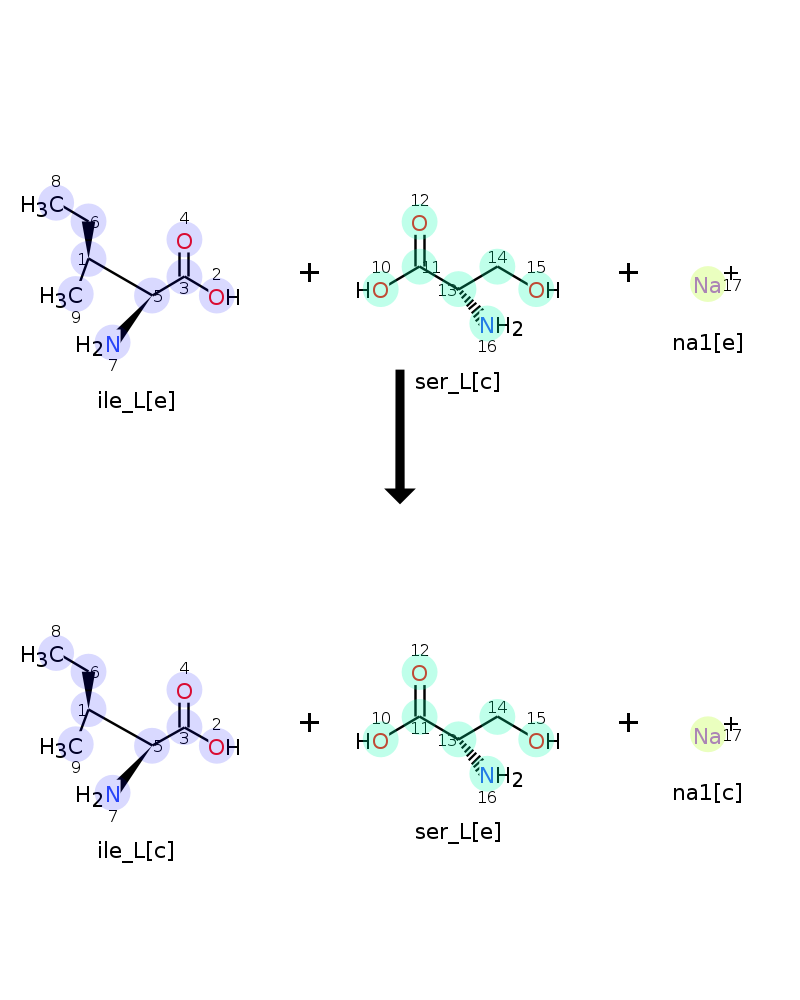 8
H3C 6
4
O
1
3 2
OH
H3C 5
9
H2N
7
ile_L[e]
+
12
O
10 11 14 15
HO 13 OH
NH2
16
ser_L[c]
+
Na+
17
na1[e]
8
H3C 6
4
O
1
3 2
OH
H3C 5
9
H2N
7
ile_L[c]
+
12
O
10 11 14 15
HO 13 OH
NH2
16
ser_L[e]
+
Na+
17
na1[c]